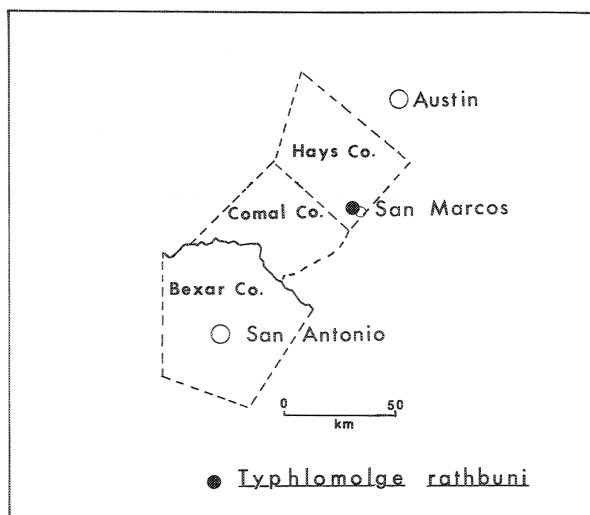 Austin
Hays Co.
Comal Co.
San Marcos
Bexar Co.
San Antonio
0 50
km
Typhlomolge rathbuni